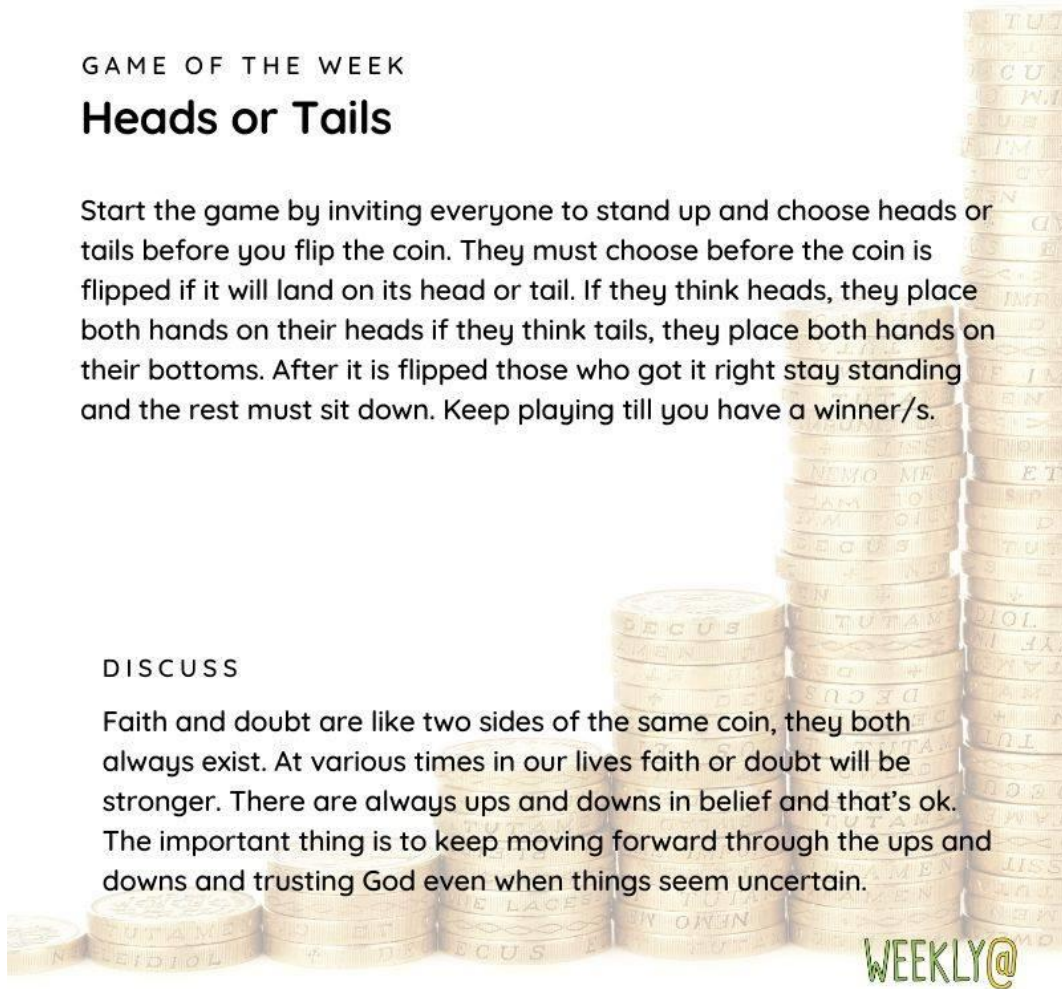 GAME OF THE WEEK
Heads or Tails
Start the game by inviting everyone to stand up and choose heads or
tails before you flip the coin. They must choose before the coin is
flipped if it will land on its head or tail. If they think heads, they place
both hands on their heads if they think tails, they place both hands on
their bottoms. After it is flipped those who got it right stay standing
and the rest must sit down. Keep playing till you have a winner/s.
DISCUSS
Faith and doubt are like two sides of the same coin, they both
always exist. At various times in our lives faith or doubt will be
stronger. There are always ups and downs in belief and that's ok.
The important thing is to keep moving forward through the ups and
downs and trusting God even when things seem uncertain.
WEEKLY@